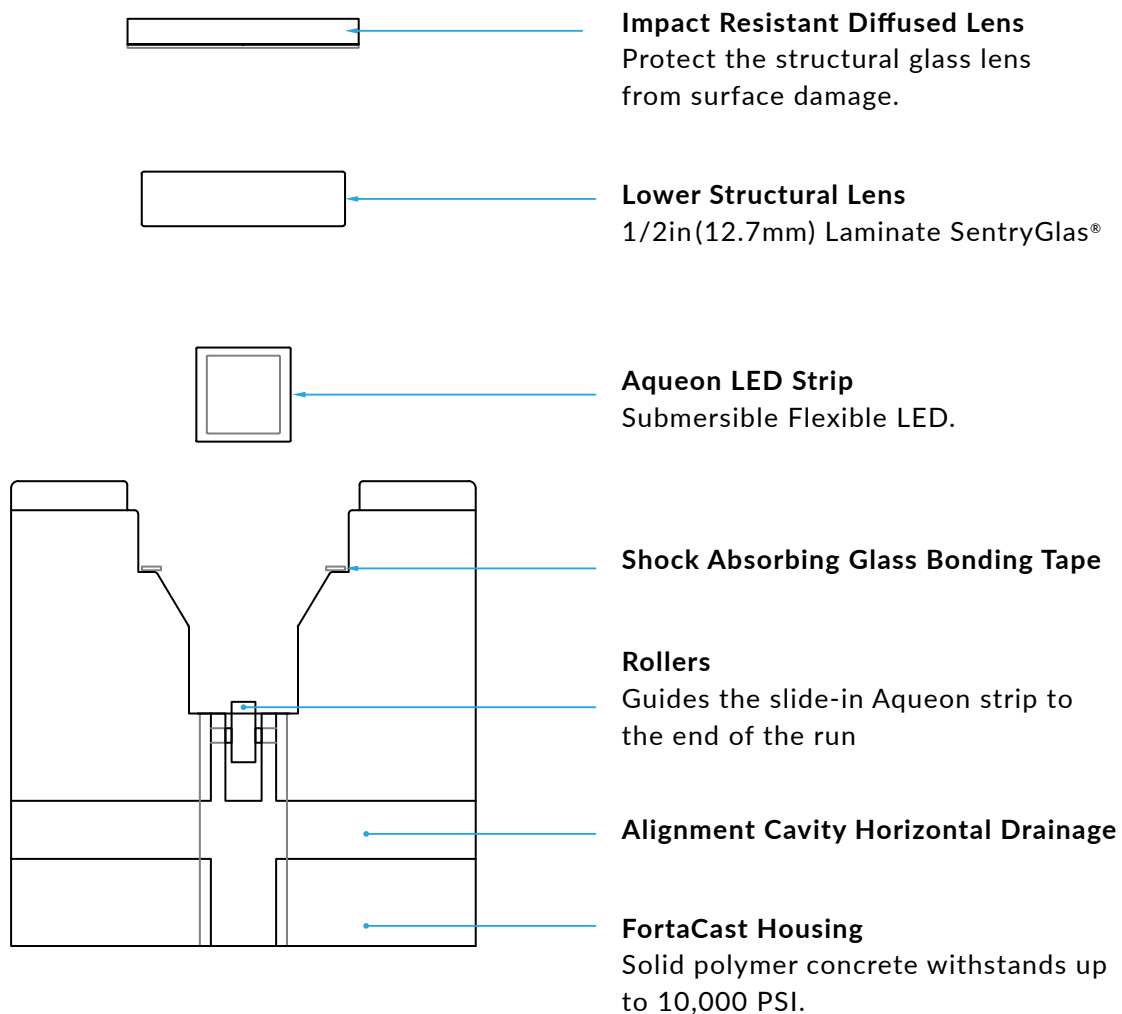 Impact Resistant Diffused Lens
Protect the structural glass lens
from surface damage.
Lower Structural Lens
1/2in(12.7mm) Laminate SentryGlas®
Aqueon LED Strip
Submersible Flexible LED.
Shock Absorbing Glass Bonding Tape
Rollers
Guides the slide-in Aqueon strip to
the end of the run
Alignment Cavity Horizontal Drainage
FortaCast Housing
Solid polymer concrete withstands up
to 10,000 PSI.